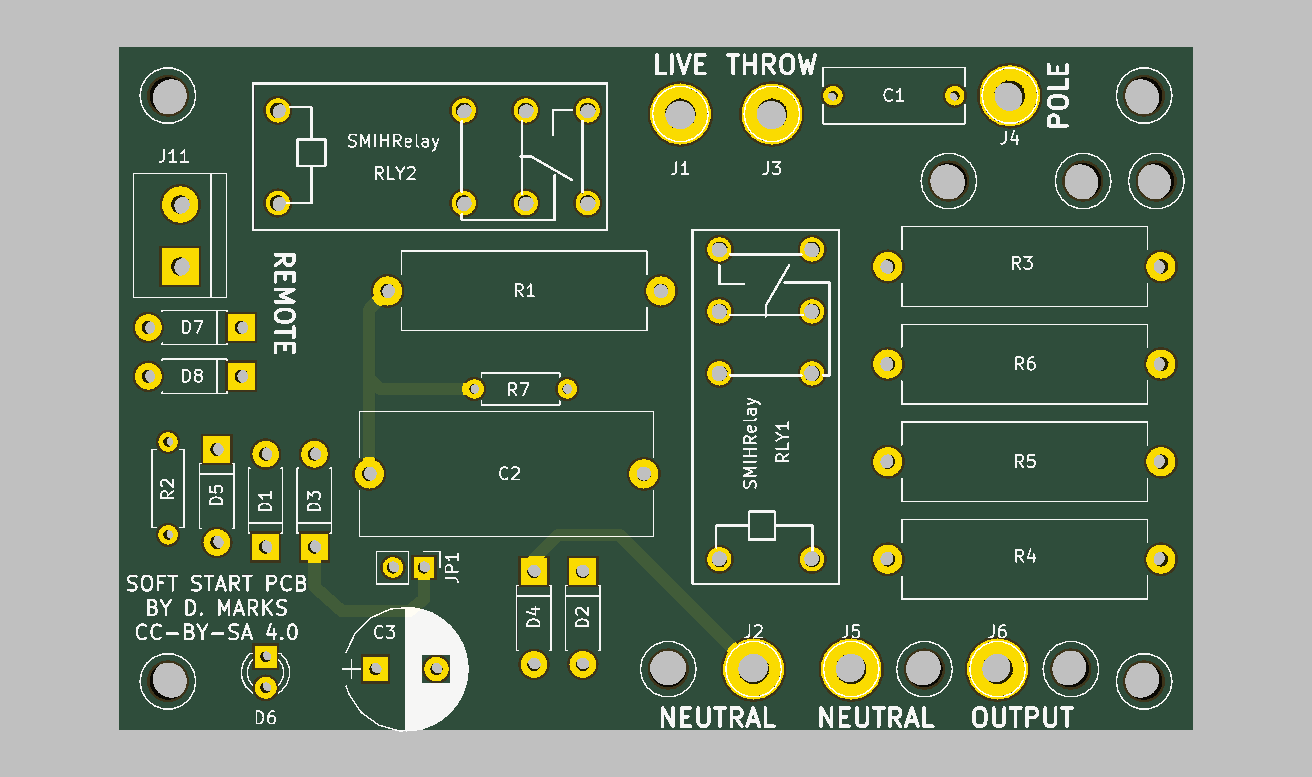 LIVE THROW
POLE
C1
J4
J1
J3
J11
SMIHRelay
RLY2
REMOTE
R1
R3
D7
D8
R7
R6
SMIHRelay
RLY1
R2
D5
D1
D3
C2
R5
R4
JP1
SOFT START PCB
BY D. MARKS
CC-BY-SA 4.0
C3
+
D4
D2
J2
J5
J6
D6
NEUTRAL
NEUTRAL
OUTPUT